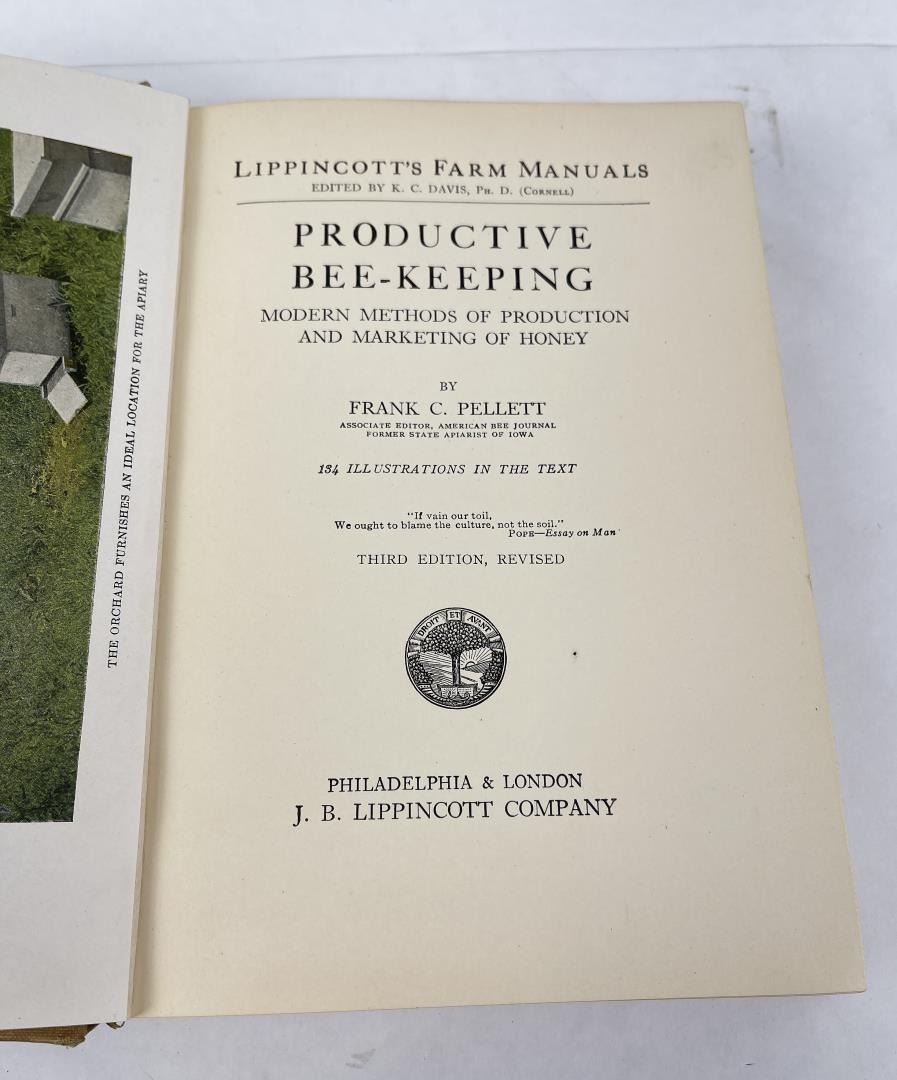 THE ORCHARD FURNISHES AN IDEAL LOCATION FOR THE APIARY
LIPPINCOTT'S FARM MANUALS
EDITED BY K. C. DAVIS, PH. D. (CORNELL)
PRODUCTIVE
BEE-KEEPING
MODERN METHODS OF PRODUCTION
AND MARKETING OF HONEY
BY
FRANK C. PELLETT
ASSOCIATE EDITOR, AMERICAN BEE JOURNAL
FORMER STATE APIARIST OF IOWA
134 ILLUSTRATIONS IN THE TEXT
"If vain our toil,
We ought to blame the culture, not the soil."
POPE—Essay on Man
THIRD EDITION, REVISED
DROIT ET AVANT
PHILADELPHIA & LONDON
J. B. LIPPINCOTT COMPANY